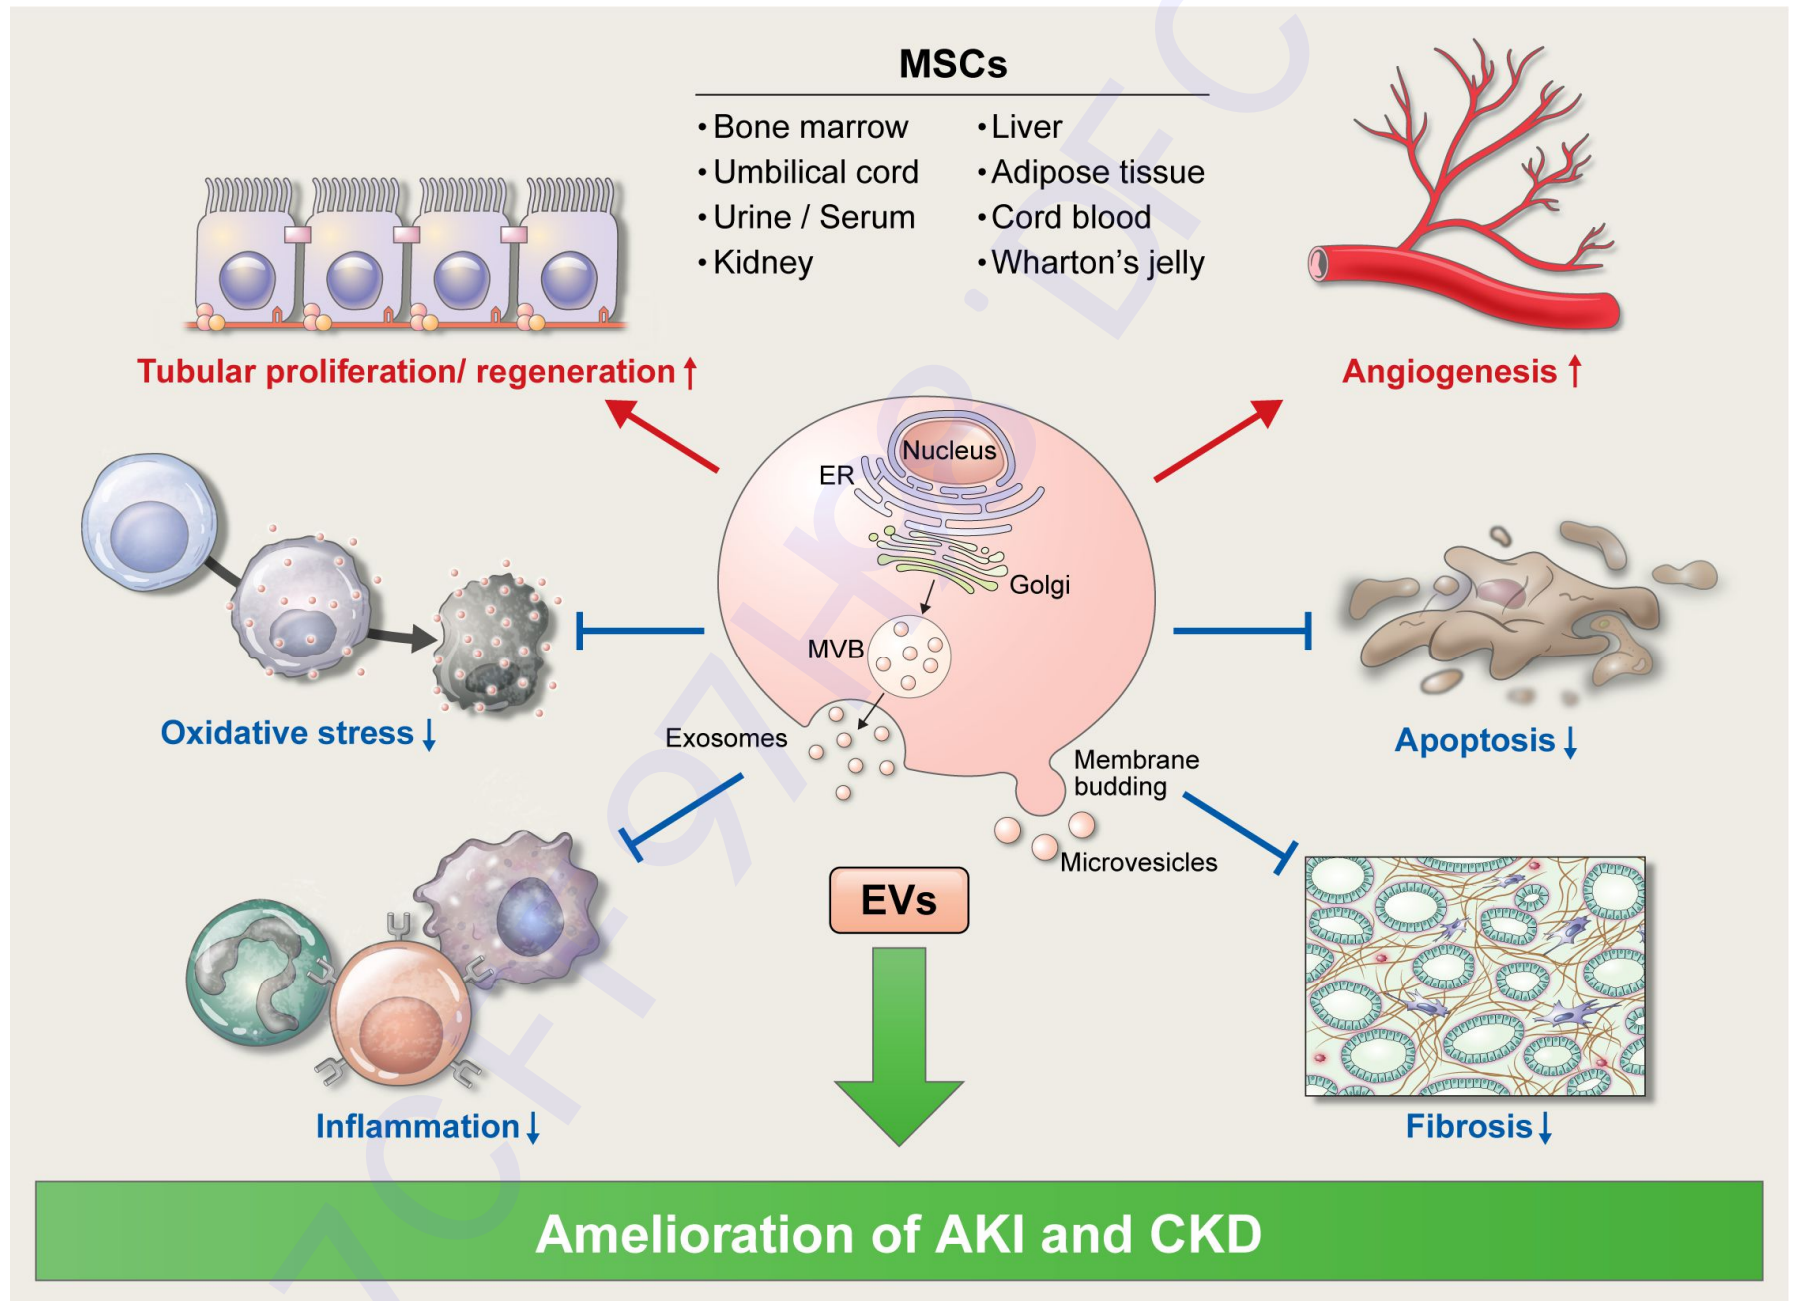 MSCs
• Bone marrow
• Umbilical cord
• Urine / Serum
• Kidney
• Liver
• Adipose tissue
• Cord blood
• Wharton's jelly
Tubular proliferation/ regeneration ↑
Angiogenesis ↑
Nucleus
ER
Golgi
MVB
Exosomes
Membrane
budding
Microvesicles
Oxidative stress ↓
Apoptosis ↓
EVs
Inflammation ↓
Fibrosis ↓
Amelioration of AKI and CKD